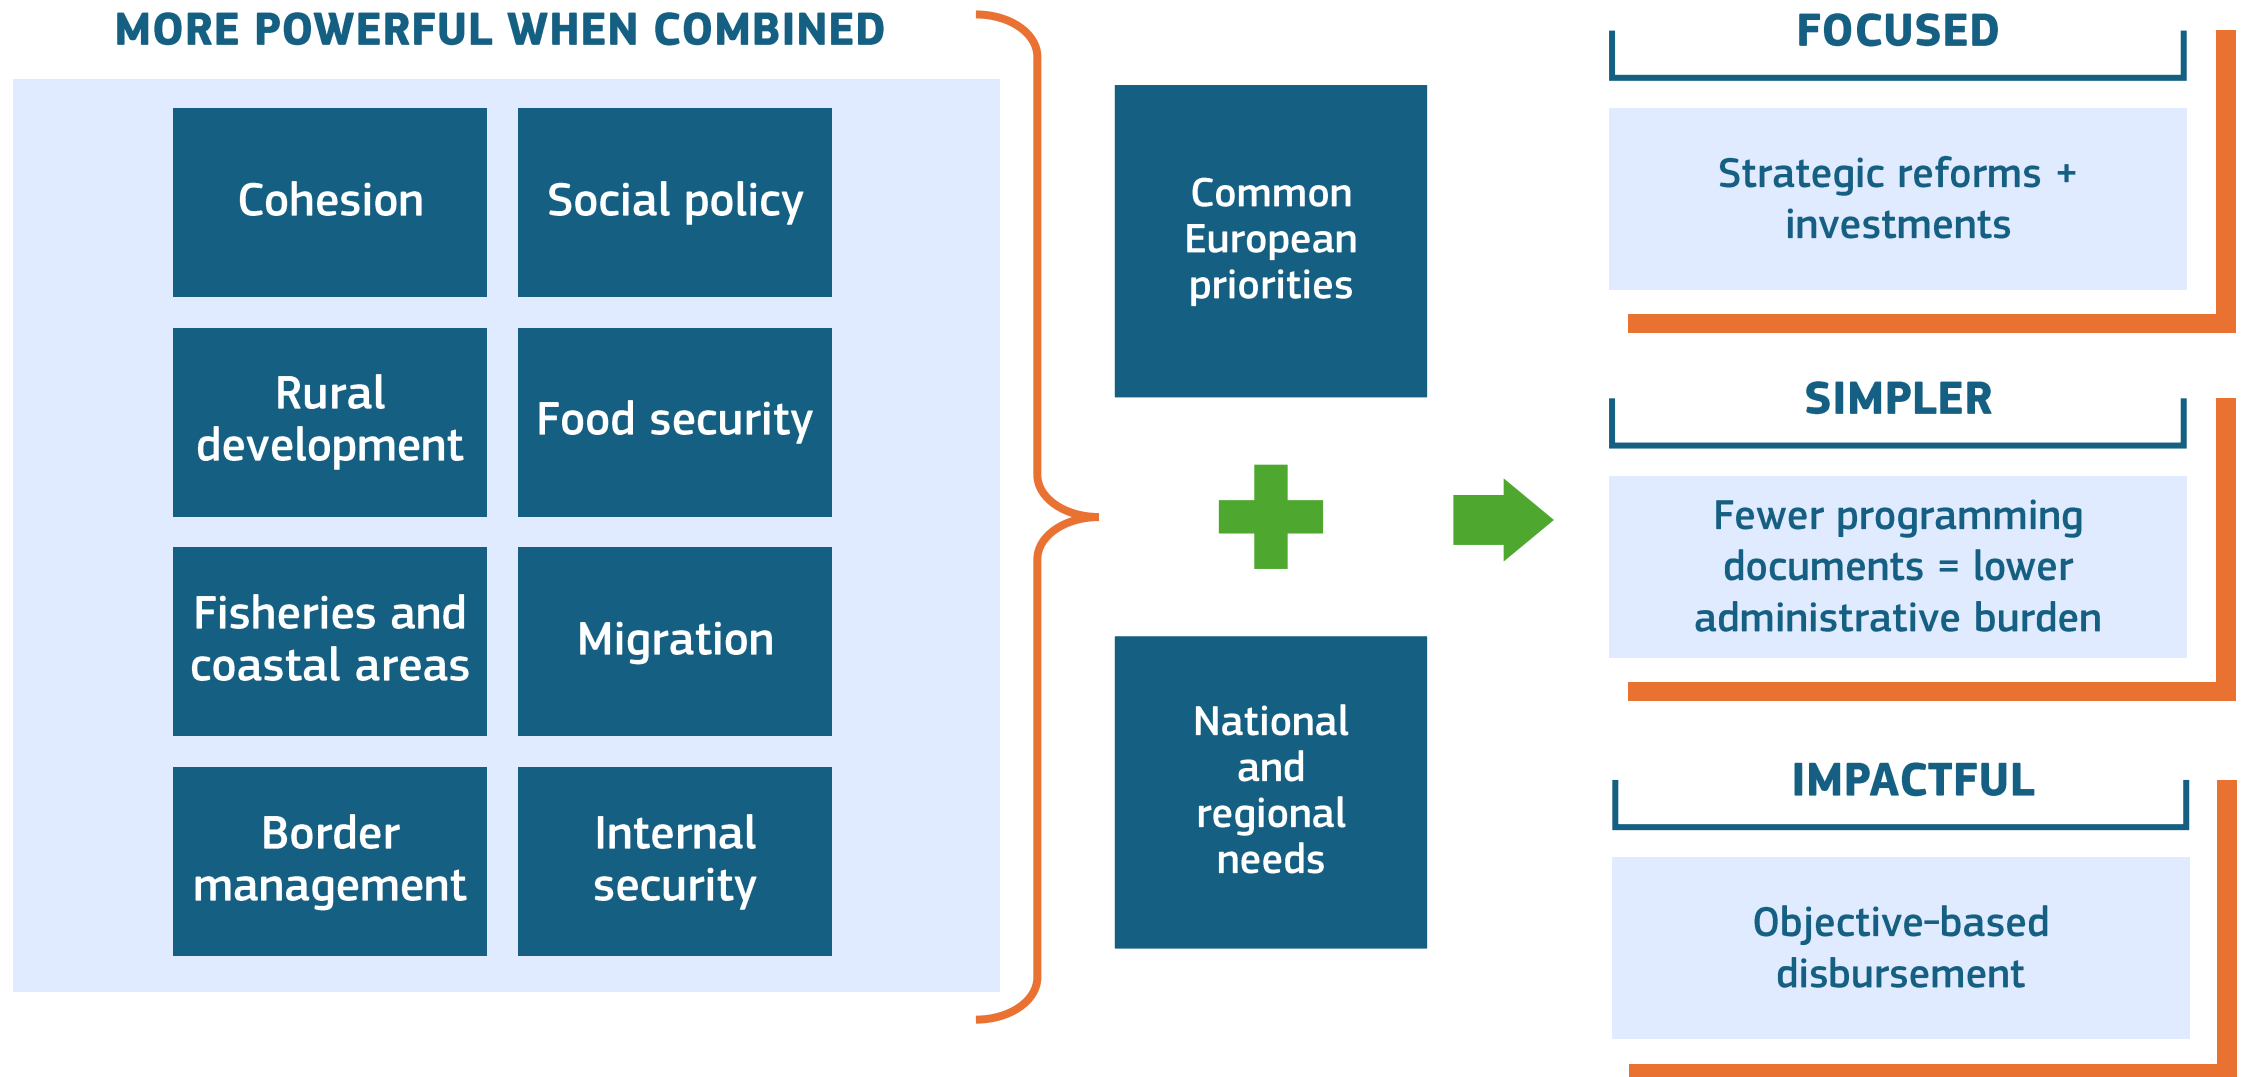 MORE POWERFUL WHEN COMBINED
Cohesion
Social policy
Rural
development
Food security
Fisheries and
coastal areas
Migration
Border
management
Internal
security
Common
European
priorities
National
and
regional
needs
FOCUSED
Strategic reforms +
investments
SIMPLER
Fewer programming
documents = lower
administrative burden
IMPACTFUL
Objective-based
disbursement